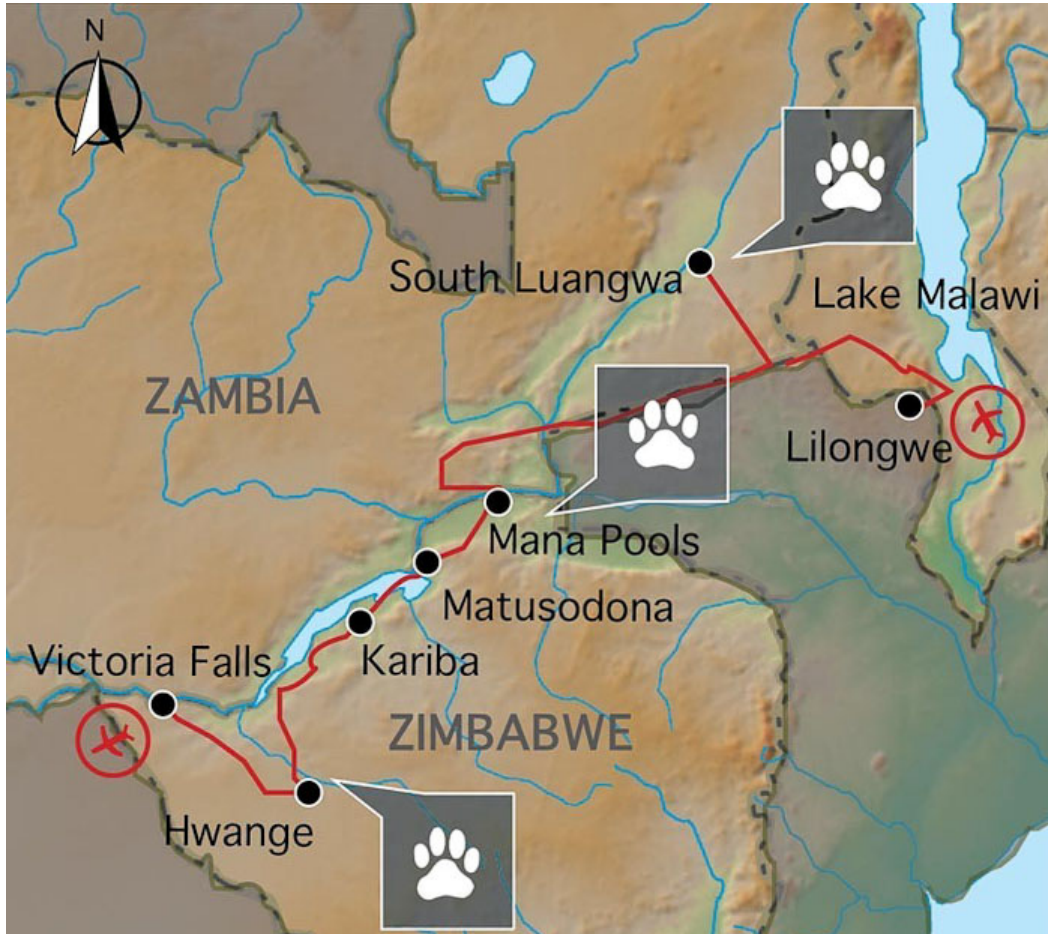 N
South Luangwa
Lake Malawi
ZAMBIA
Lilongwe
Mana Pools
Matusodona
Victoria Falls
Kariba
ZIMBABWE
Hwange